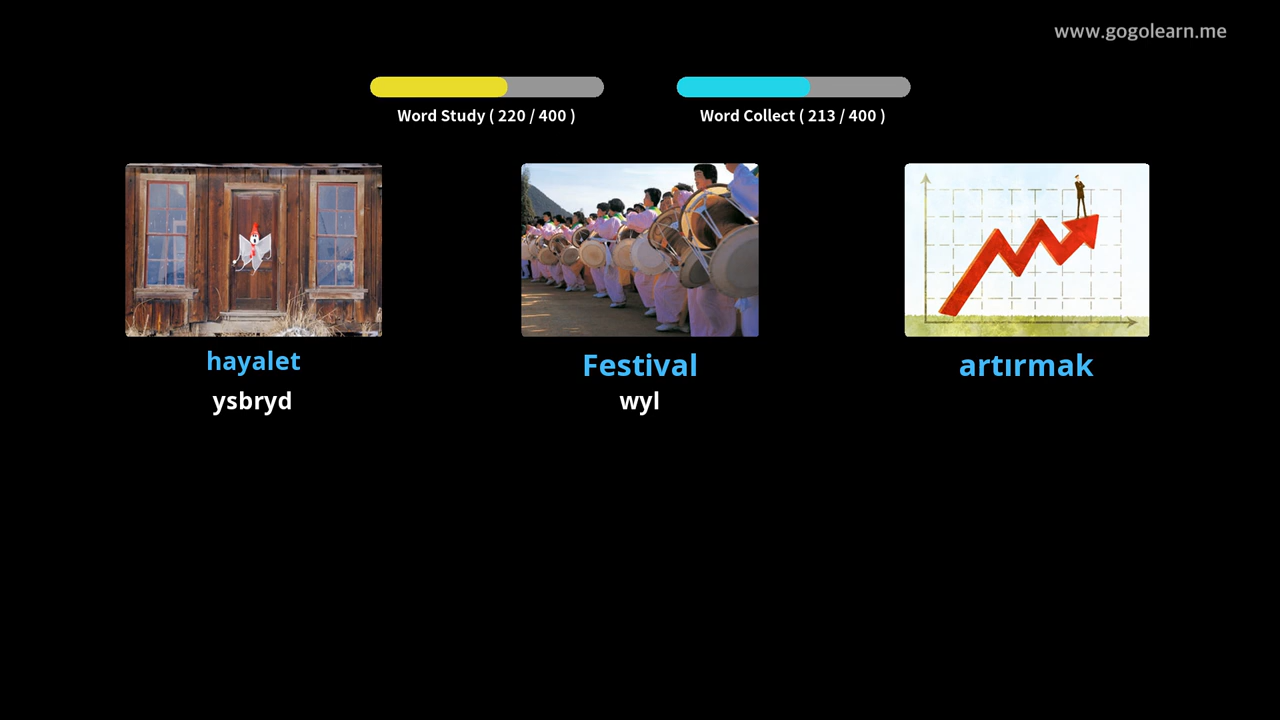 www.gogolearn.me
Word Study ( 220 / 400 )
Word Collect ( 213 / 400 )
hayalet
ysbryd
Festival
wyl
artırmak